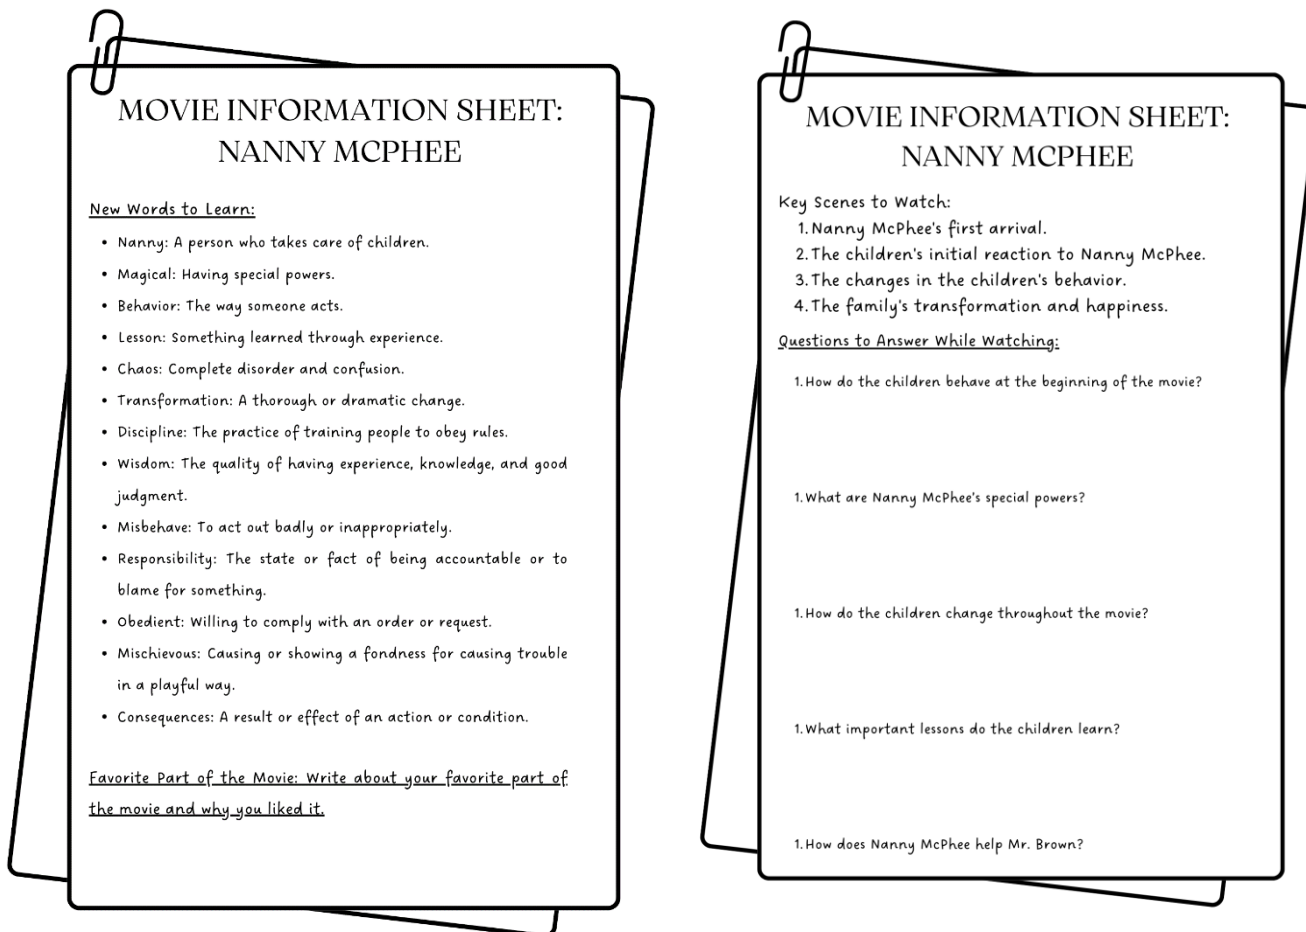 MOVIE INFORMATION SHEET:
NANNY MCPHEE
New Words to Learn:
• Nanny: A person who takes care of children.
• Magical: Having special powers.
• Behavior: The way someone acts.
• Lesson: Something learned through experience.
• Chaos: Complete disorder and confusion.
• Transformation: A thorough or dramatic change.
• Discipline: The practice of training people to obey rules.
• Wisdom: The quality of having experience, knowledge, and good
judgment.
• Misbehave: To act out badly or inappropriately.
• Responsibility: The state or fact of being accountable or to
blame for something.
• Obedient: Willing to comply with an order or request.
• Mischievous: Causing or showing a fondness for causing trouble
in a playful way.
• Consequences: A result or effect of an action or condition.
Favorite Part of the Movie: Write about your favorite part of
the movie and why you liked it.
MOVIE INFORMATION SHEET:
NANNY MCPHEE
Key Scenes to Watch:
1. Nanny McPhee's first arrival.
2. The children's initial reaction to Nanny McPhee.
3. The changes in the children's behavior.
4. The family's transformation and happiness.
Questions to Answer While Watching:
1. How do the children behave at the beginning of the movie?
1. What are Nanny McPhee's special powers?
1. How do the children change throughout the movie?
1. What important lessons do the children learn?
1. How does Nanny McPhee help Mr. Brown?